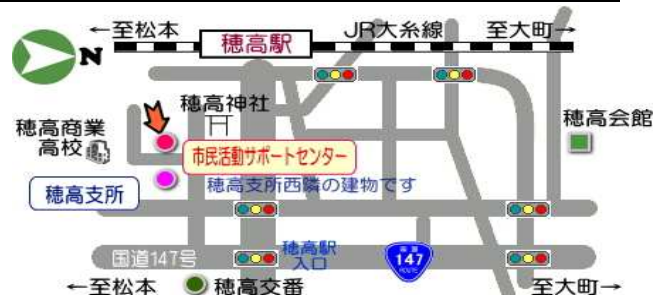 ←至松本
穂高駅
JR大糸線
至大町→
N
穂高神社
穂高商業
高校
穂高会館
市民活動サポートセンター
穂高支所西隣の建物です
穂高支所
国道147号
穂高駅
入口
国道
147
ROUTE
←至松本
穂高交番
至大町→